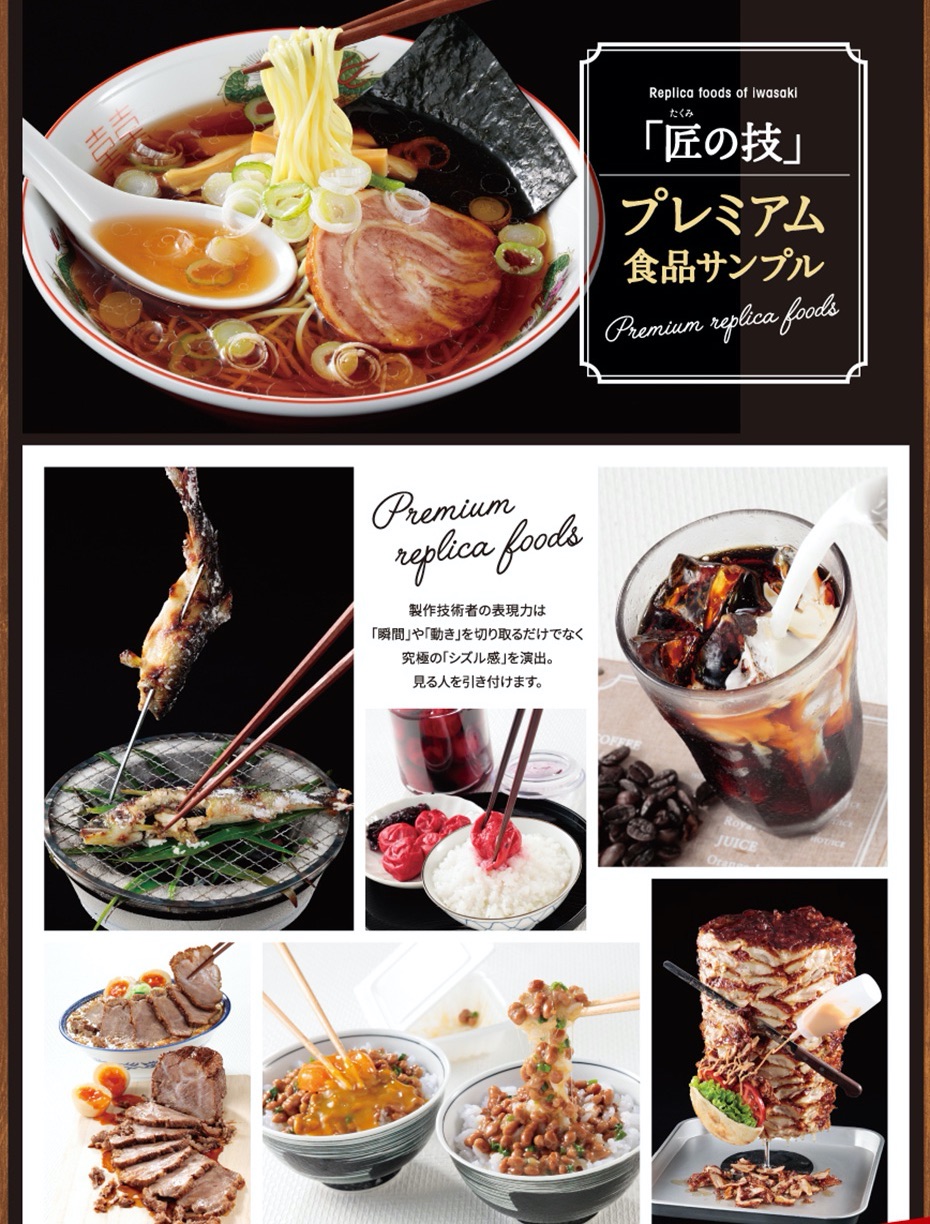 Replica foods of iwasaki
たくみ
「匠の技」
プレミアム
食品サンプル
Premium replica foods
Premium
replica foods
製作技術者の表現力は
「瞬間」や「動き」を切り取るだけでなく
究極の「シズル感」を演出。
見る人を引き付けます。
COFFEE
JUICE